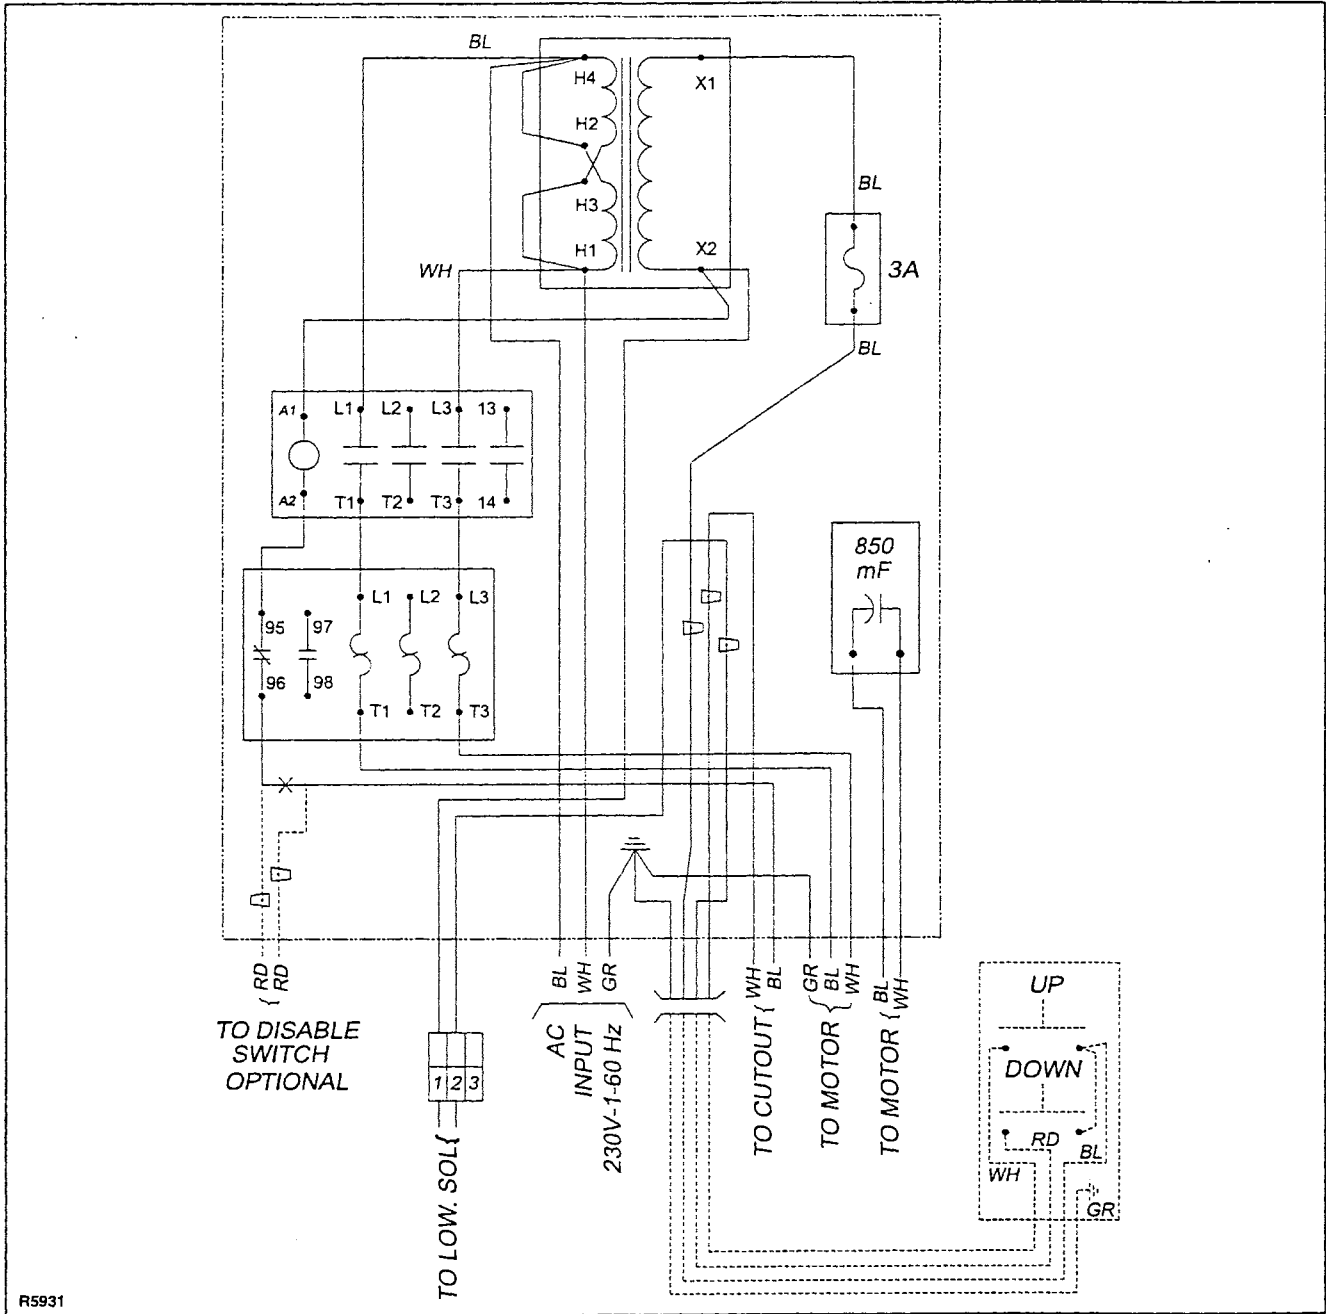 BL
H4
X1
H2
BL
H3
H1
X2
WH
3A
BL
A1 L1 L2 L3 13
A2 T1 T2 T3 14
850
mF
L1 L2 L3
95 97
96 98
T1 T2 T3
{ RD
RD
TO DISABLE
SWITCH
OPTIONAL
1 2 3
TO LOW. SOL{
BL
WH
GR
AC
INPUT
230V-1-60 Hz
WH
BL
TO CUTOUT {
GR
BL
WH
TO MOTOR {
BL
WH
TO MOTOR {
UP
DOWN
RD
BL
WH
GR
R5931